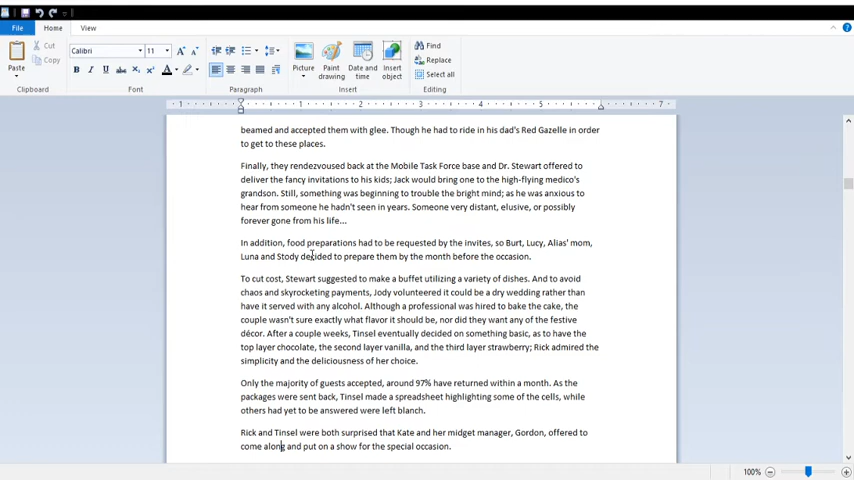 File
Home
View
Paste
Cut
Copy
Clipboard
Calibri
11
Font
Paragraph
Picture
Paint drawing
Date and time
Insert object
Insert
Find
Replace
Select all
Editing
1 1 2 3 4 5 6 7
beamed and accepted them with glee. Though he had to ride in his dad's Red Gazelle in order
to get to these places.
Finally, they rendezvoused back at the Mobile Task Force base and Dr. Stewart offered to
deliver the fancy invitations to his kids; Jack would bring one to the high-flying medico's
grandson. Still, something was beginning to trouble the bright mind; as he was anxious to
hear from someone he hadn't seen in years. Someone very distant, elusive, or possibly
forever gone from his life...
In addition, food preparations had to be requested by the invites, so Burt, Lucy, Alias' mom,
Luna and Stody decided to prepare them by the month before the occasion.
To cut cost, Stewart suggested to make a buffet utilizing a variety of dishes. And to avoid
chaos and skyrocketing payments, Jody volunteered it could be a dry wedding rather than
have it served with any alcohol. Although a professional was hired to bake the cake, the
couple wasn't sure exactly what flavor it should be, nor did they want any of the festive
décor. After a couple weeks, Tinsel eventually decided on something basic, as to have the
top layer chocolate, the second layer vanilla, and the third layer strawberry; Rick admired the
simplicity and the deliciousness of her choice.
Only the majority of guests accepted, around 97% have returned within a month. As the
packages were sent back, Tinsel made a spreadsheet highlighting some of the cells, while
others had yet to be answered were left blanch.
Rick and Tinsel were both surprised that Kate and her midget manager, Gordon, offered to
come along and put on a show for the special occasion.
100%